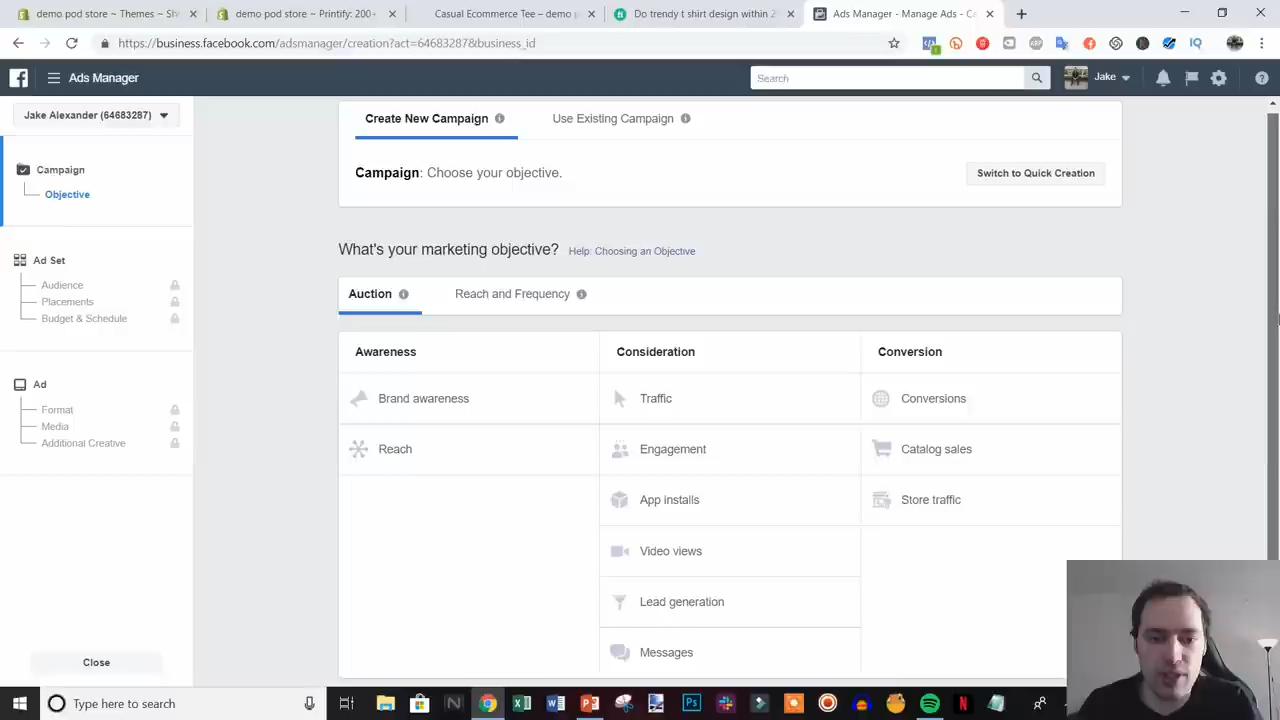 demo pod store ~ Themes ~ Sh
demo pod store ~ Printify: 200+
Casual Ecommerce Tee – demo p
Do trendy t shirt design within 2
Ads Manager - Manage Ads - Ca
https://business.facebook.com/adsmanager/creation?act=64683287&business_id
Ads Manager
Search
Jake
Jake Alexander (64683287)
Create New Campaign
Use Existing Campaign
Campaign
Objective
Campaign: Choose your objective.
Switch to Quick Creation
What's your marketing objective? Help: Choosing an Objective
Ad Set
Audience
Placements
Budget & Schedule
Auction
Reach and Frequency
Awareness
Consideration
Conversion
Ad
Format
Media
Additional Creative
Brand awareness
Traffic
Conversions
Reach
Engagement
Catalog sales
App installs
Store traffic
Video views
Lead generation
Messages
Close
Type here to search